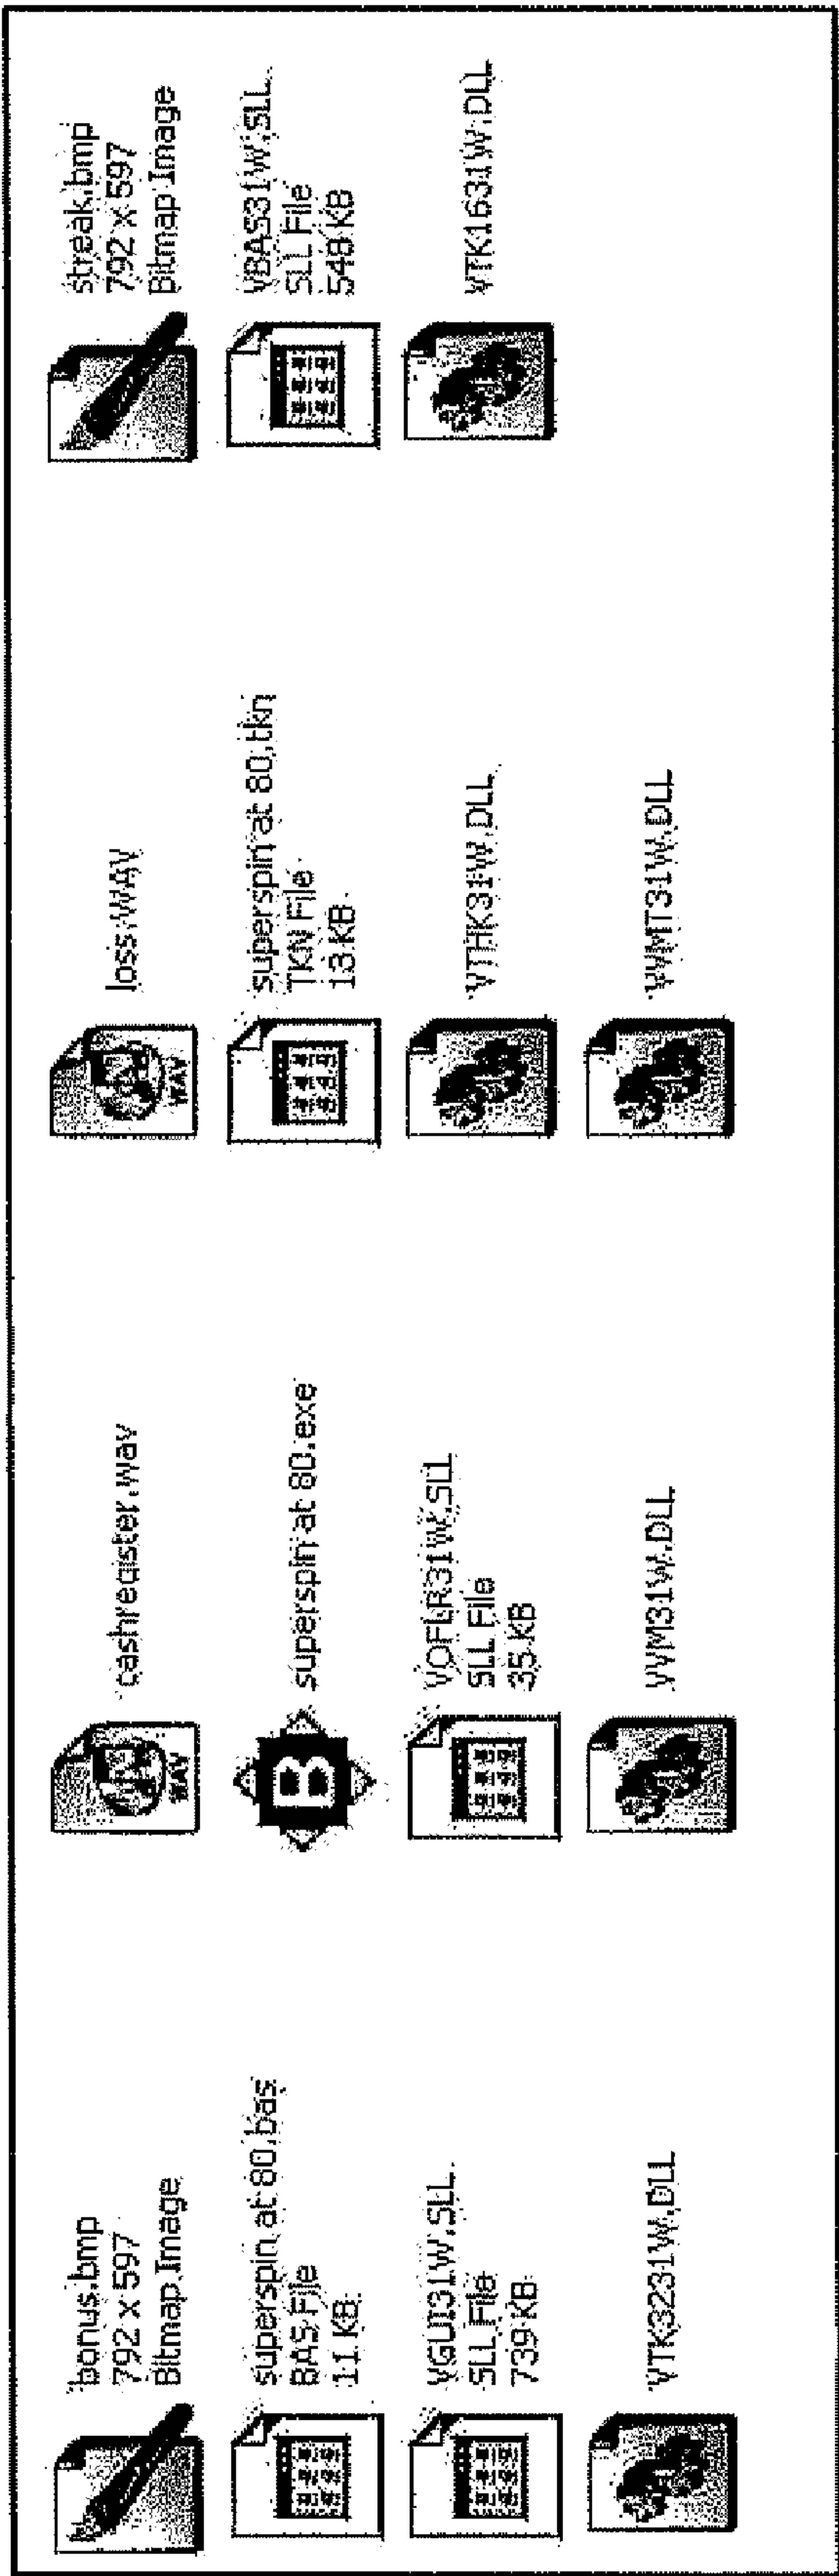 bonus.bmp
792 x 597
Bitmap Image
cashregister.wav
loss.WAV
streak.bmp
792 x 597
Bitmap Image
superspin at 80.bas
BAS File
11 KB
superspin at 80.exe
superspin at 80.tkn
TKN File
13 KB
VBAS31W.SLL
SLL File
548 KB
VGUI31W.SLL
SLL File
739 KB
VOFLR31W.SLL
SLL File
35 KB
VTHK31W.DLL
VTK1631W.DLL
VTK3231W.DLL
VVM31W.DLL
VVMT31W.DLL
WAV
WAV
B